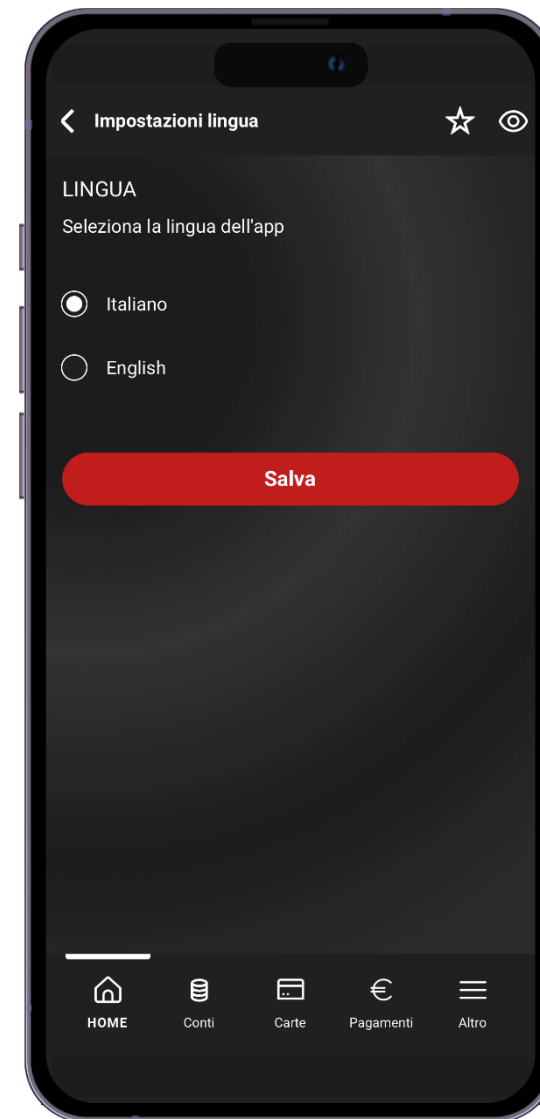 Impostazioni lingua
LINGUA
Seleziona la lingua dell'app
Italiano
English
Salva
HOME Conti Carte Pagamenti Altro